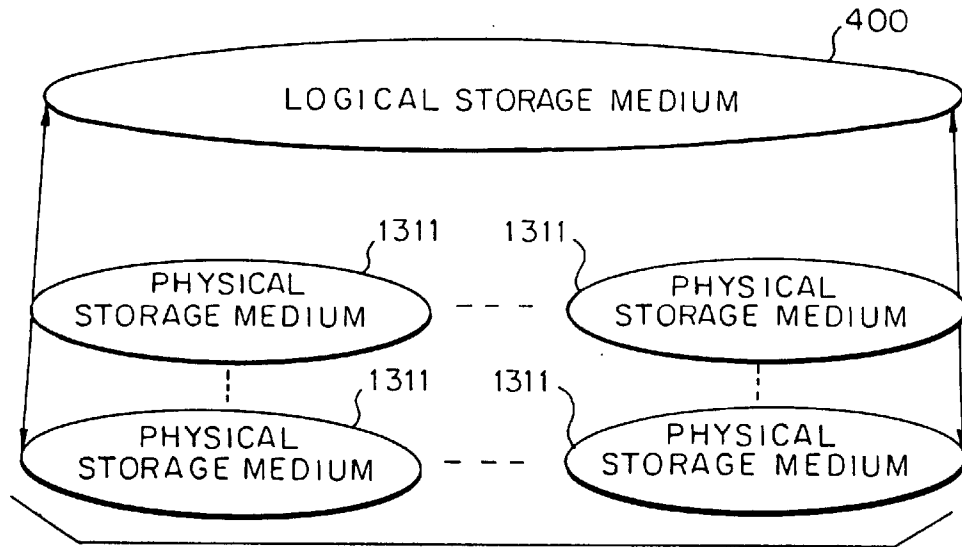 400
LOGICAL STORAGE MEDIUM
1311
1311
PHYSICAL
STORAGE MEDIUM
PHYSICAL
STORAGE MEDIUM
1311
1311
PHYSICAL
STORAGE MEDIUM
PHYSICAL
STORAGE MEDIUM